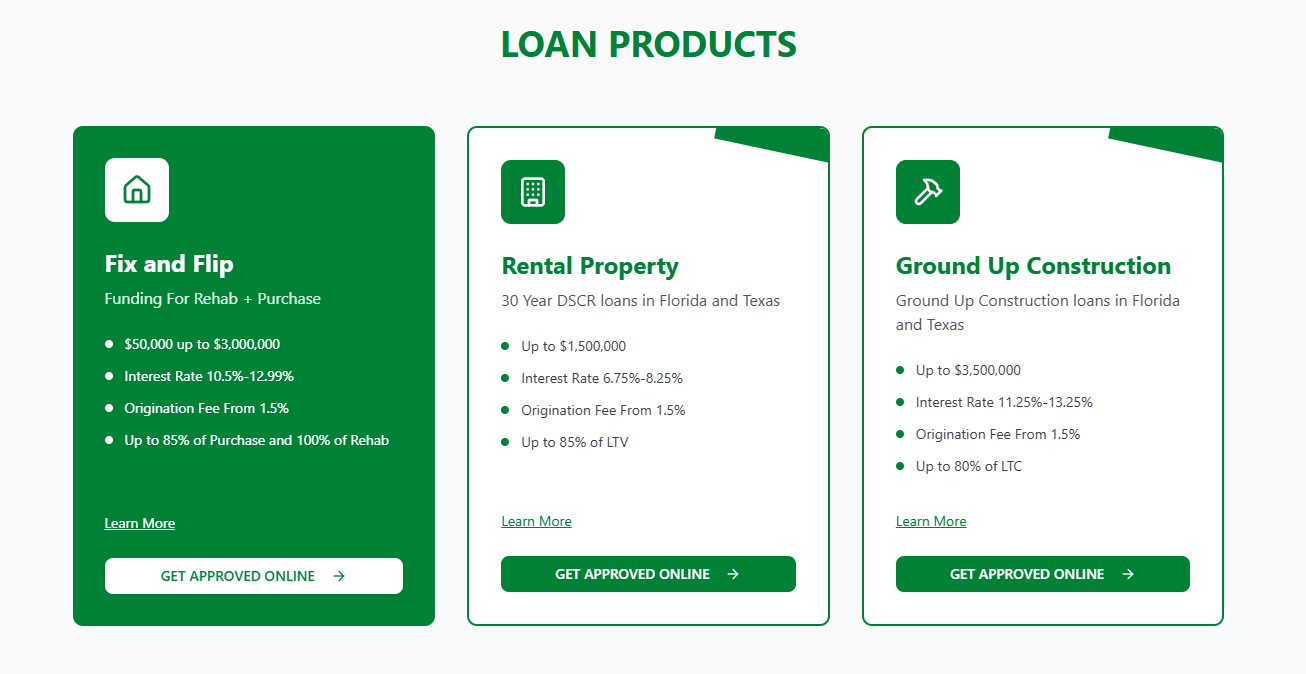 LOAN PRODUCTS
Fix and Flip
Funding For Rehab + Purchase
$50,000 up to $3,000,000
Interest Rate 10.5%-12.99%
Origination Fee From 1.5%
Up to 85% of Purchase and 100% of Rehab
Learn More
GET APPROVED ONLINE
Rental Property
30 Year DSCR loans in Florida and Texas
Up to $1,500,000
Interest Rate 6.75%-8.25%
Origination Fee From 1.5%
Up to 85% of LTV
Learn More
GET APPROVED ONLINE
Ground Up Construction
Ground Up Construction loans in Florida
and Texas
Up to $3,500,000
Interest Rate 11.25%-13.25%
Origination Fee From 1.5%
Up to 80% of LTC
Learn More
GET APPROVED ONLINE